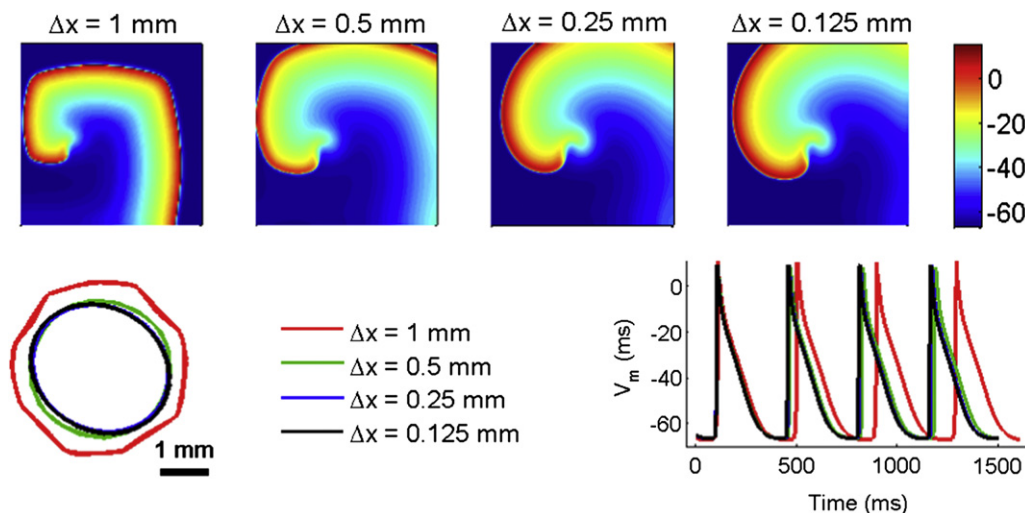 Δx = 1 mm
Δx = 0.5 mm
Δx = 0.25 mm
Δx = 0.125 mm
0
-20
-40
-60
1 mm
Δx = 1 mm
Δx = 0.5 mm
Δx = 0.25 mm
Δx = 0.125 mm
Vm (ms)
0
-20
-40
-60
0
500
1000
1500
Time (ms)